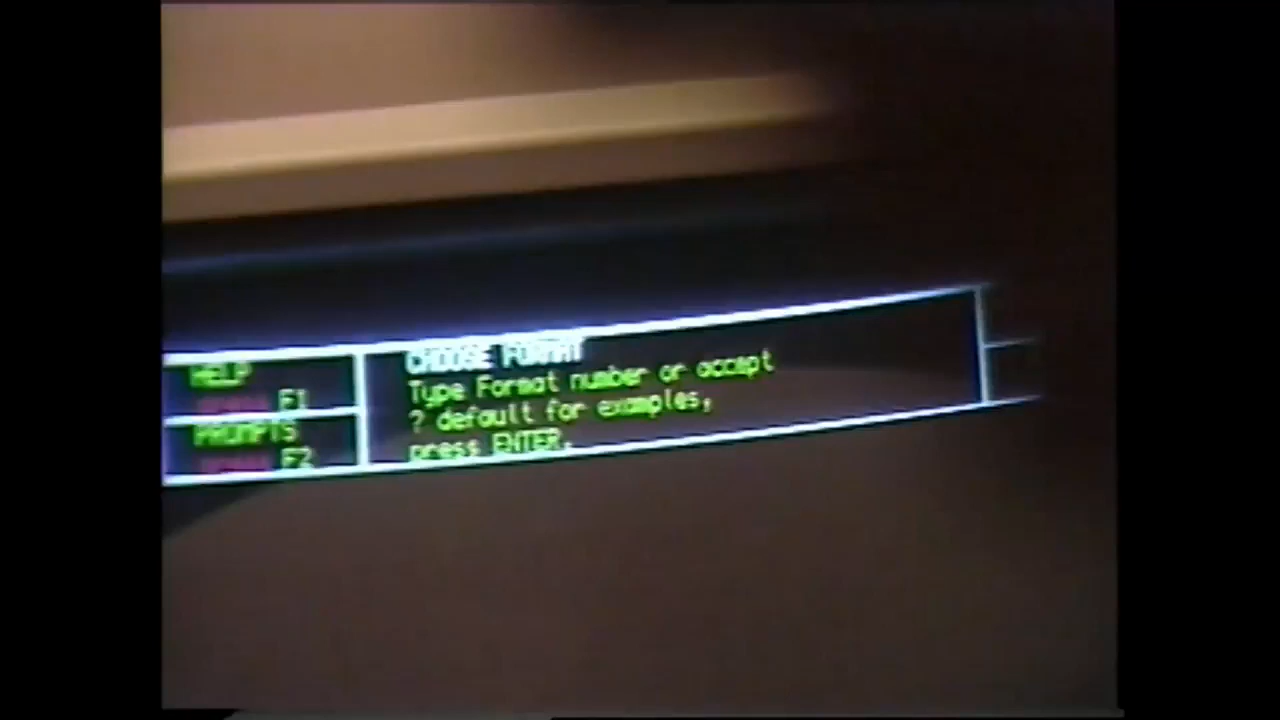 HELP
F1
PROMPTS
F2
CHOOSE FORMAT
Type Format number or accept
? default for examples,
press ENTER.